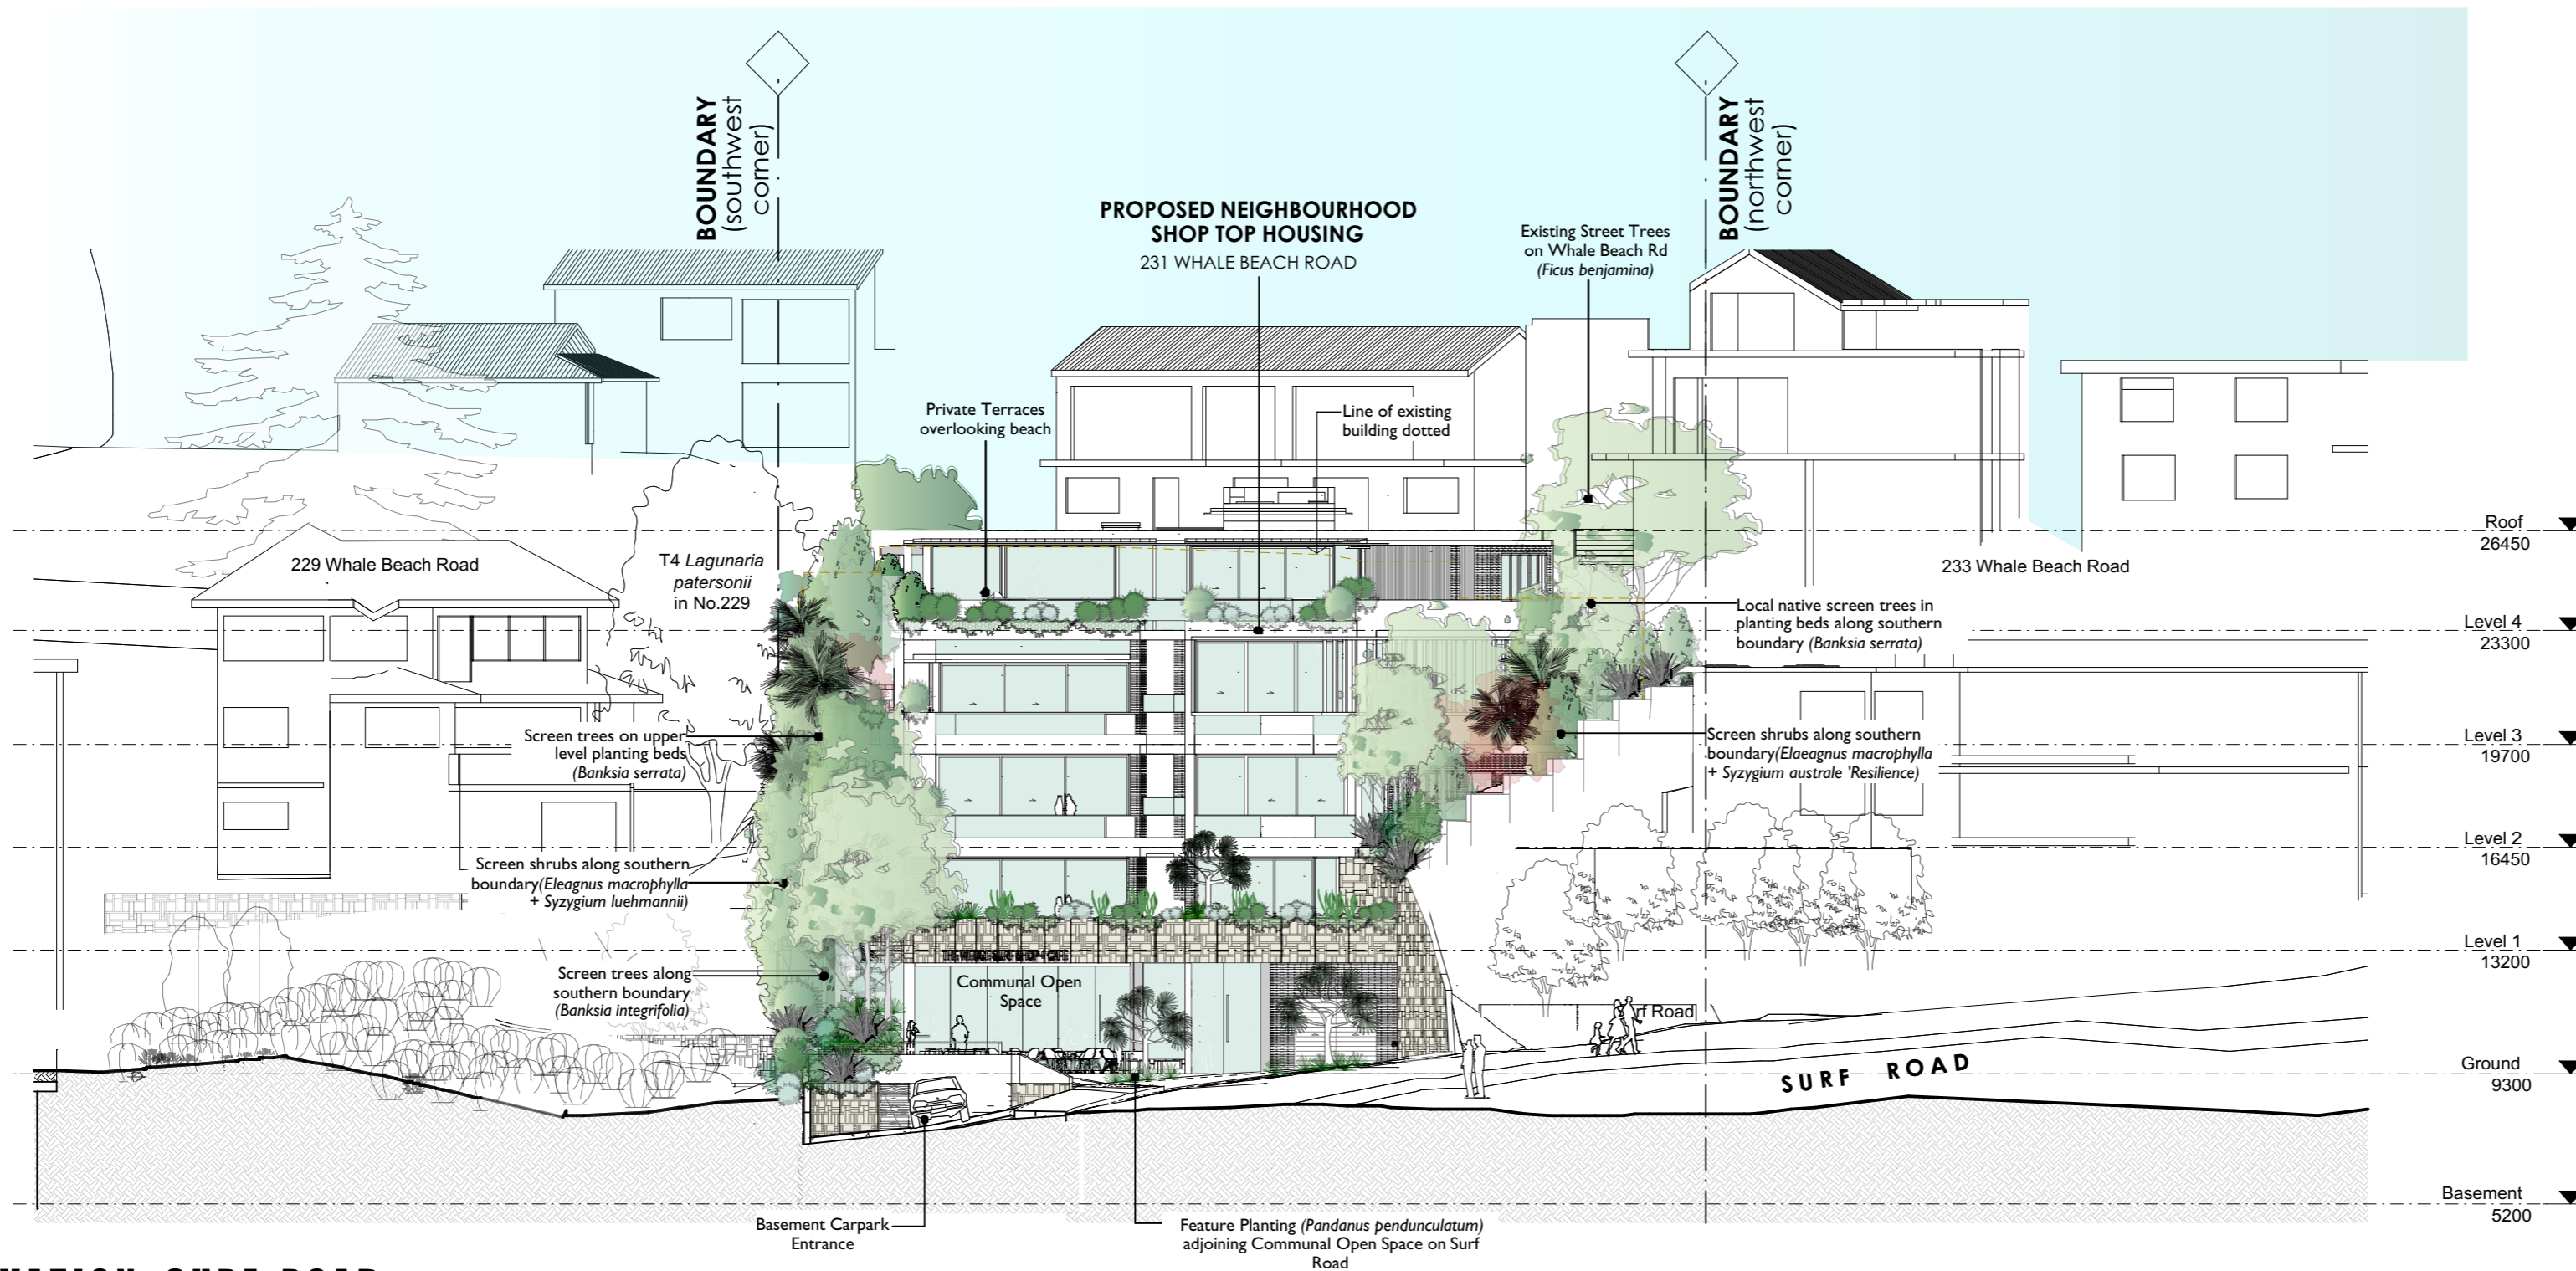 BOUNDARY
(southwest
corner)
BOUNDARY
(northwest
corner)
PROPOSED NEIGHBOURHOOD
SHOP TOP HOUSING
231 WHALE BEACH ROAD
Existing Street Trees
on Whale Beach Rd
(Ficus benjamina)
Private Terraces
overlooking beach
Line of existing
building dotted
Roof
26450
229 Whale Beach Road
T4 Lagunaria
patersonii
in No.229
233 Whale Beach Road
Local native screen trees in
planting beds along southern
boundary (Banksia serrata)
Level 4
23300
Screen trees on upper
level planting beds
(Banksia serrata)
Screen shrubs along southern
boundary(Elaeagnus macrophylla
+ Syzygium australe 'Resilience)
Level 3
19700
Screen shrubs along southern
boundary(Eleagnus macrophylla
+ Syzygium luehmannii)
Level 2
16450
Level 1
13200
Screen trees along
southern boundary
(Banksia integrifolia)
Communal Open
Space
rf Road
SURF ROAD
Ground
9300
Basement
5200
Basement Carpark
Entrance
Feature Planting (Pandanus pendunculatum)
adjoining Communal Open Space on Surf
Road